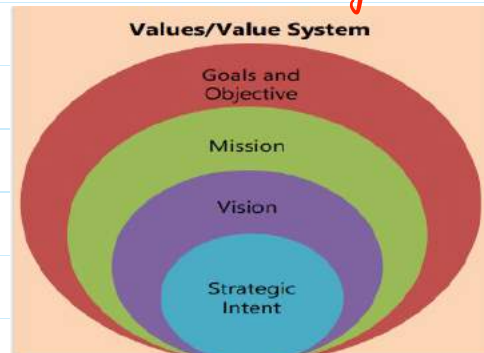 Values/Value System
Goals and
Objective
Mission
Vision
Strategic
Intent